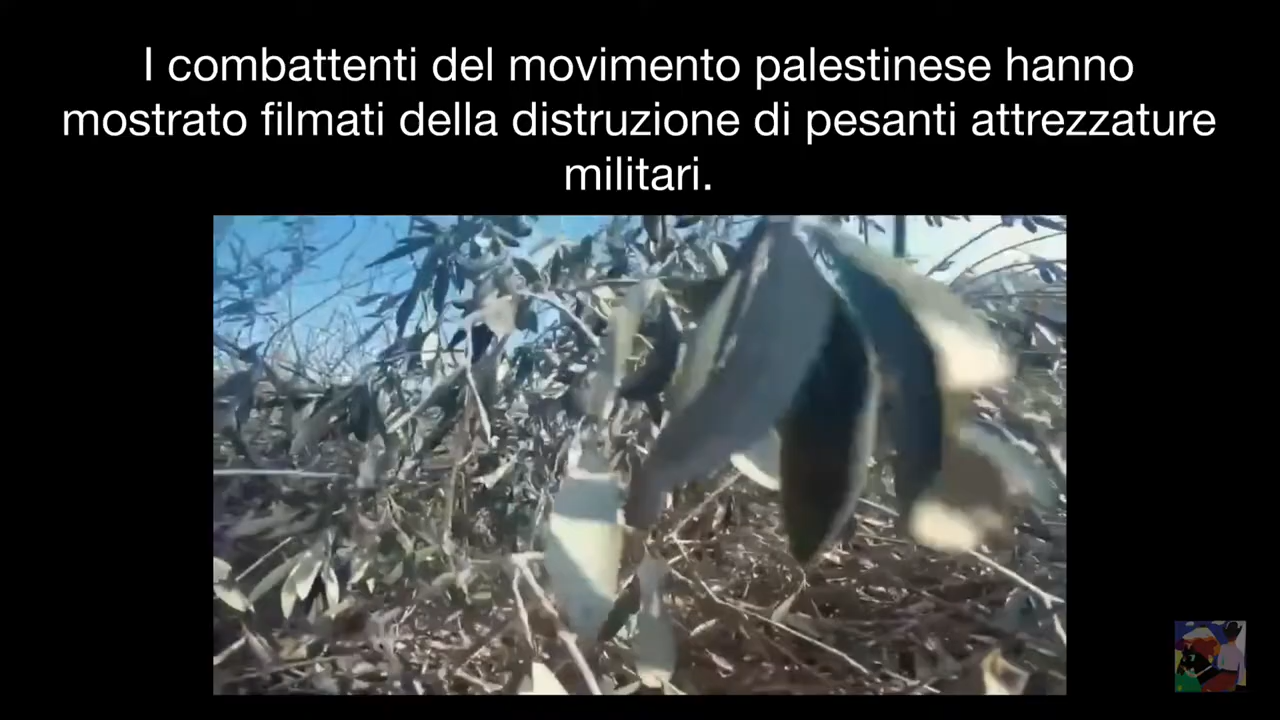 I combattenti del movimento palestinese hanno
mostrato filmati della distruzione di pesanti attrezzature
militari.